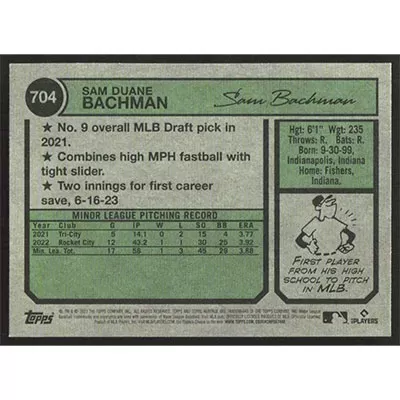 704
SAM DUANE
BACHMAN
Sam Bachman
★ No. 9 overall MLB Draft pick in
2021.
★ Combines high MPH fastball with
tight slider.
★ Two innings for first career
save, 6-16-23
Hgt: 6'1" Wgt: 235
Throws: R. Bats: R.
Born: 9-30-99,
Indianapolis, Indiana
Home: Fishers,
Indiana.
MINOR LEAGUE PITCHING RECORD
Year Club G IP W L SO BB ERA
2021 Tri-City 5 14.1 0 2 15 4 3.77
2022 Rocket City 12 43.2 1 1 30 25 3.92
Min. Lea. Tot. 17 58 1 3 45 29 3.88
FIRST PLAYER
FROM HIS HIGH
SCHOOL TO PITCH
IN MLB.
Topps
PLAYERS